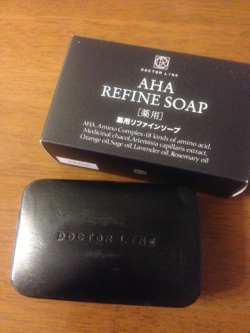 DOCTOR LINE
AHA
REFINE SOAP
[薬用]
薬用リファインソープ
AHA, Amino Complex-18 kinds of amino acid,
Medicinal chacol, Artemisia capillaris extract,
Orange oil, Sage oil, Lavender oil, Rosemary oil
DOCTOR LINE